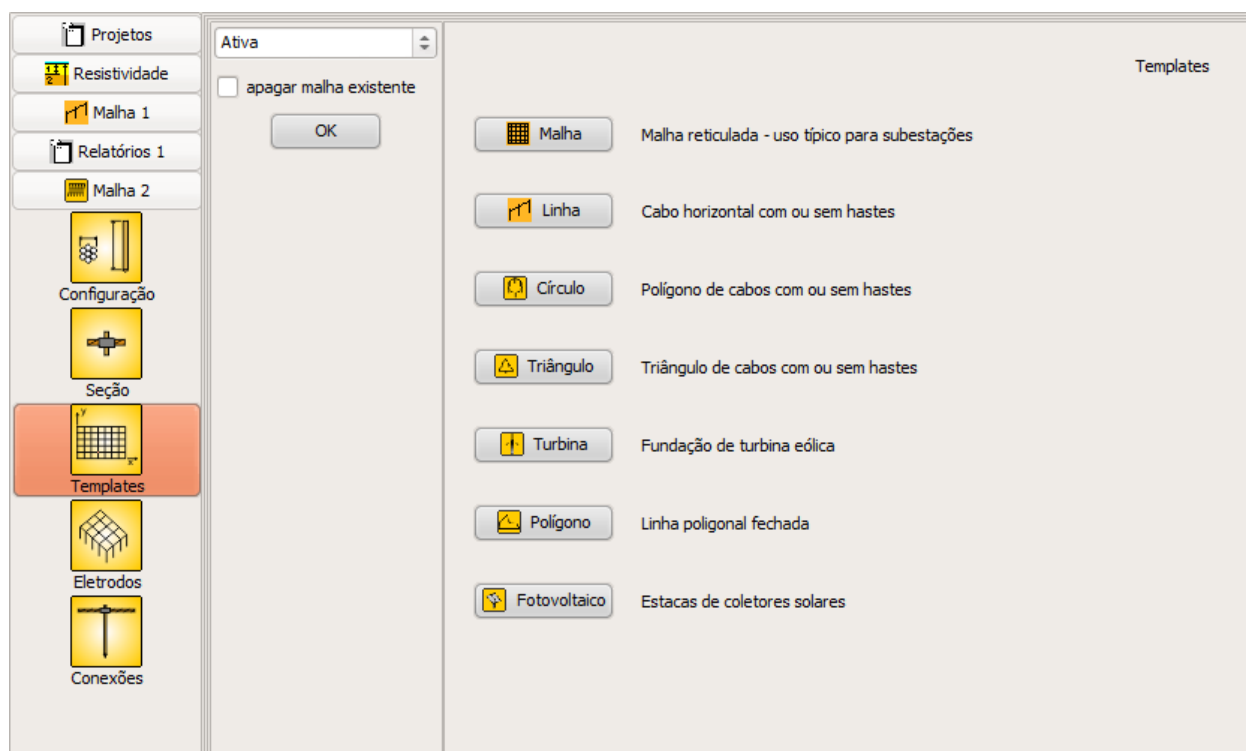 Projetos
Resistividade
Malha 1
Relatórios 1
Malha 2
Configuração
Seção
Templates
Eletrodos
Conexões
Ativa
apagar malha existente
OK
Templates
Malha Malha reticulada - uso típico para subestações
Linha Cabo horizontal com ou sem hastes
Círculo Polígono de cabos com ou sem hastes
Triângulo Triângulo de cabos com ou sem hastes
Turbina Fundação de turbina eólica
Polígono Linha poligonal fechada
Fotovoltaico Estacas de coletores solares